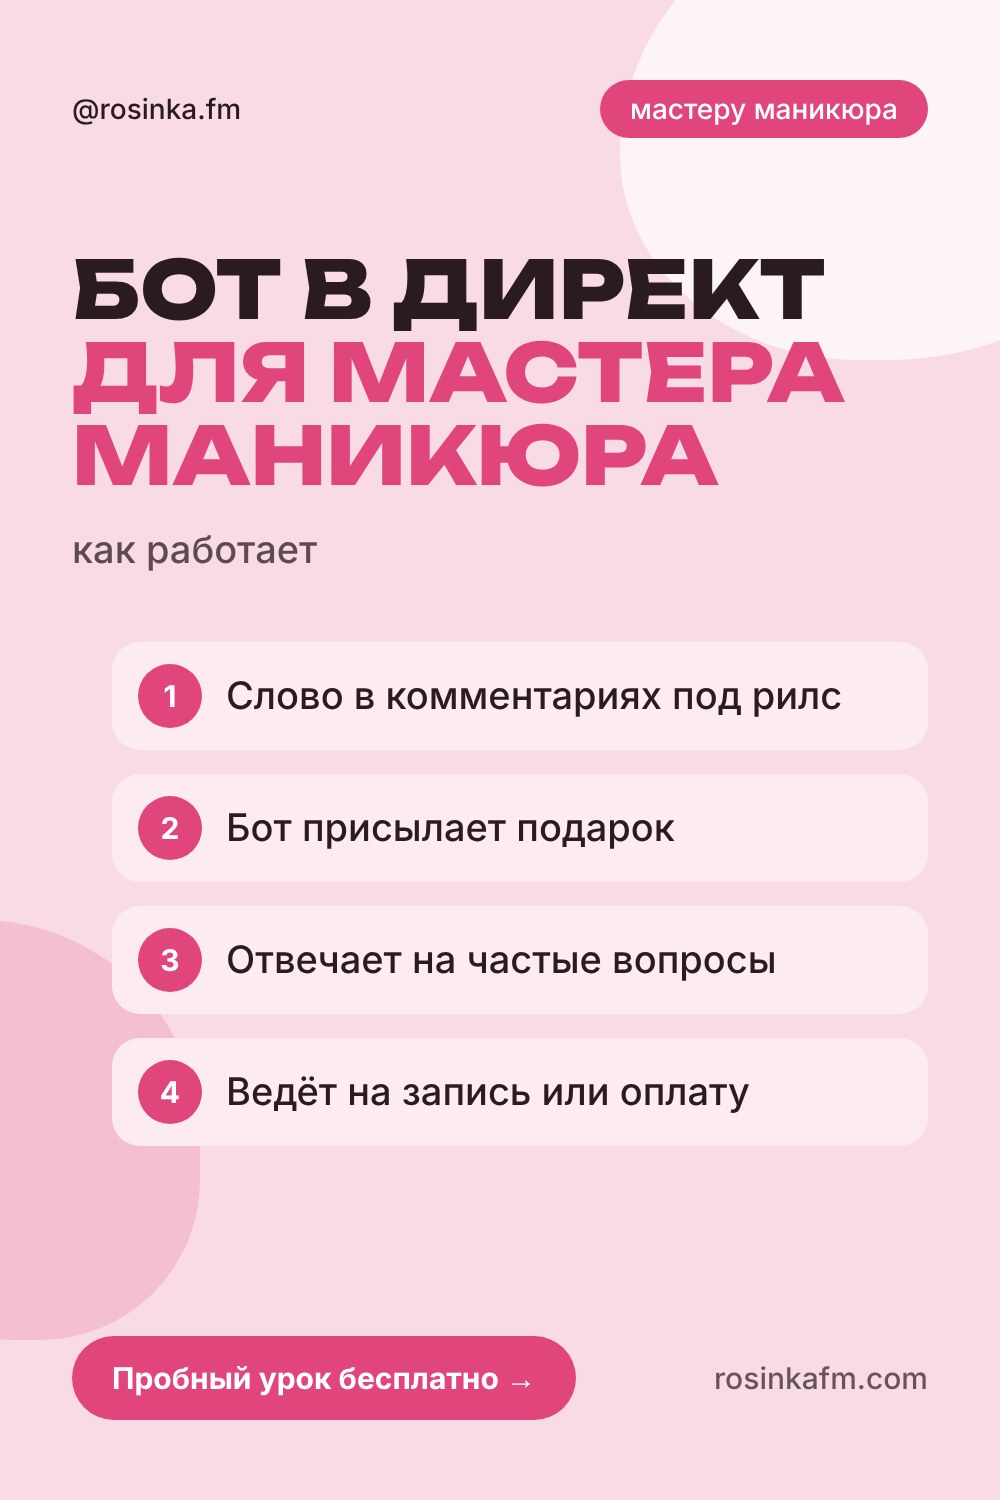 @rosinka.fm
мастеру маникюра
БОТ В ДИРЕКТ
ДЛЯ МАСТЕРА
МАНИКЮРА
как работает
1 Слово в комментариях под рилс
2 Бот присылает подарок
3 Отвечает на частые вопросы
4 Ведёт на запись или оплату
Пробный урок бесплатно →
rosinkafm.com